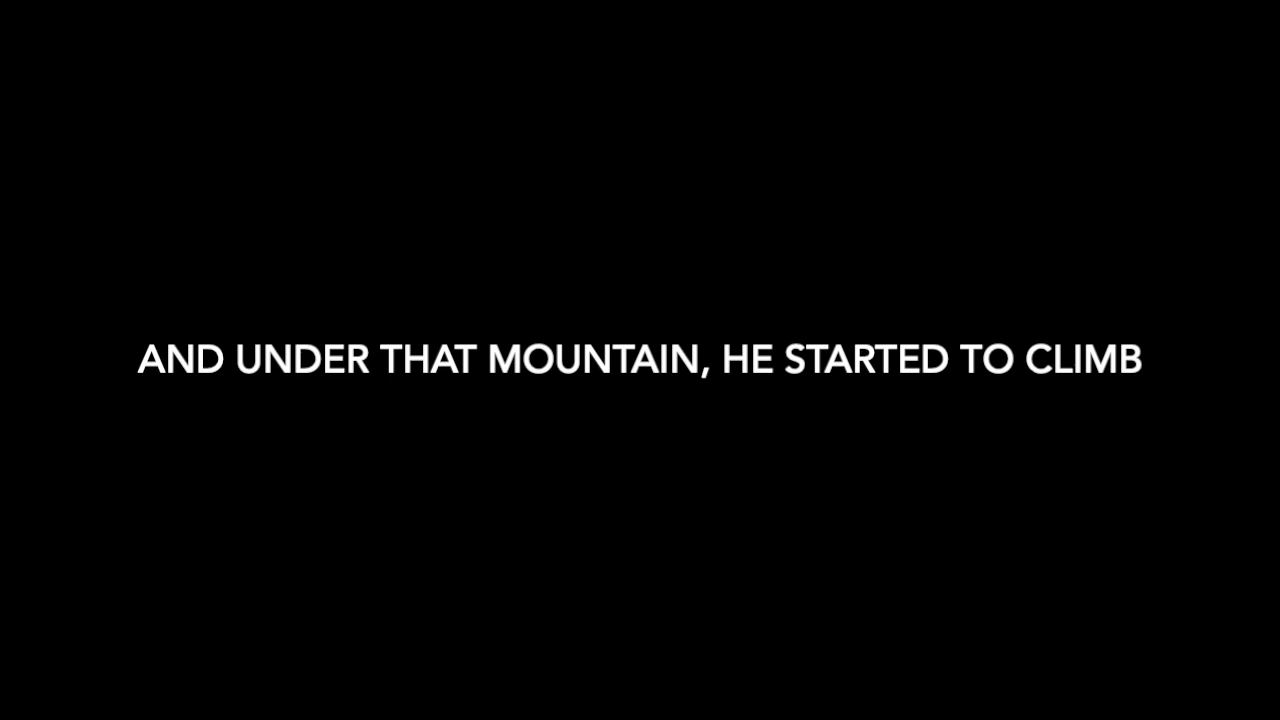 AND UNDER THAT MOUNTAIN, HE STARTED TO CLIMB